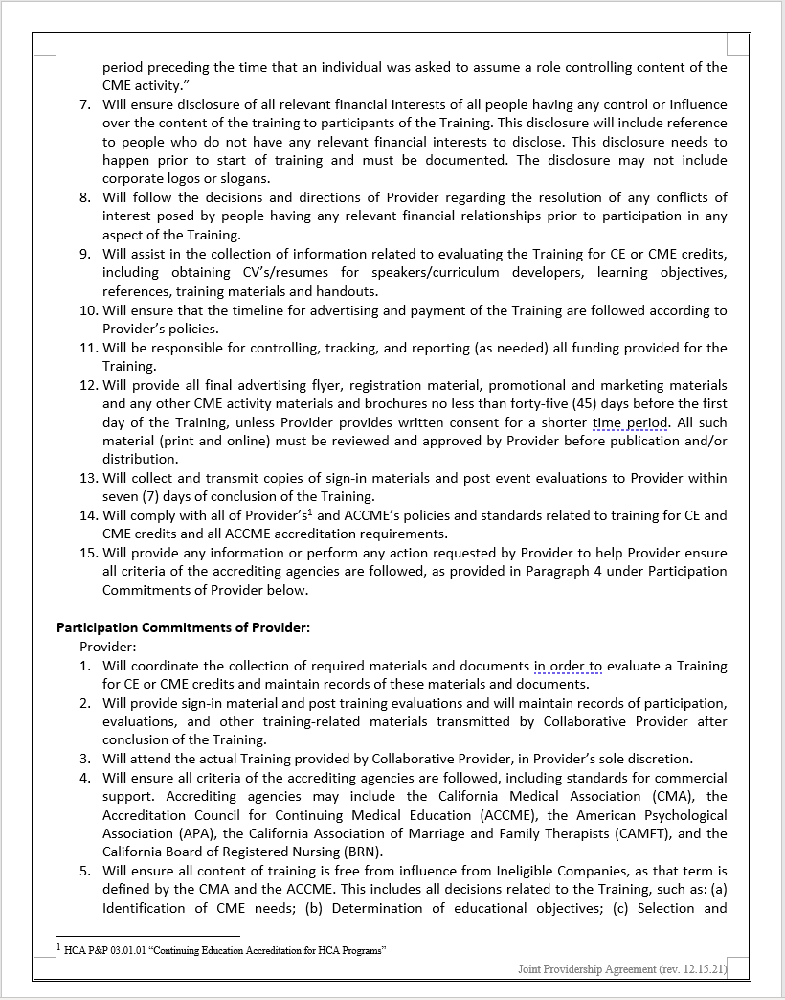 period preceding the time that an individual was asked to assume a role controlling content of the
CME activity.”
7. Will ensure disclosure of all relevant financial interests of all people having any control or influence
over the content of the training to participants of the Training. This disclosure will include reference
to people who do not have any relevant financial interests to disclose. This disclosure needs to
happen prior to start of training and must be documented. The disclosure may not include
corporate logos or slogans.
8. Will follow the decisions and directions of Provider regarding the resolution of any conflicts of
interest posed by people having any relevant financial relationships prior to participation in any
aspect of the Training.
9. Will assist in the collection of information related to evaluating the Training for CE or CME credits,
including obtaining CV’s/resumes for speakers/curriculum developers, learning objectives,
references, training materials and handouts.
10. Will ensure that the timeline for advertising and payment of the Training are followed according to
Provider’s policies.
11. Will be responsible for controlling, tracking, and reporting (as needed) all funding provided for the
Training.
12. Will provide all final advertising flyer, registration material, promotional and marketing materials
and any other CME activity materials and brochures no less than forty-five (45) days before the first
day of the Training, unless Provider provides written consent for a shorter time period. All such
material (print and online) must be reviewed and approved by Provider before publication and/or
distribution.
13. Will collect and transmit copies of sign-in materials and post event evaluations to Provider within
seven (7) days of conclusion of the Training.
14. Will comply with all of Provider’s¹ and ACCME’s policies and standards related to training for CE and
CME credits and all ACCME accreditation requirements.
15. Will provide any information or perform any action requested by Provider to help Provider ensure
all criteria of the accrediting agencies are followed, as provided in Paragraph 4 under Participation
Commitments of Provider below.
Participation Commitments of Provider:
Provider:
1. Will coordinate the collection of required materials and documents in order to evaluate a Training
for CE or CME credits and maintain records of these materials and documents.
2. Will provide sign-in material and post training evaluations and will maintain records of participation,
evaluations, and other training-related materials transmitted by Collaborative Provider after
conclusion of the Training.
3. Will attend the actual Training provided by Collaborative Provider, in Provider’s sole discretion.
4. Will ensure all criteria of the accrediting agencies are followed, including standards for commercial
support. Accrediting agencies may include the California Medical Association (CMA), the
Accreditation Council for Continuing Medical Education (ACCME), the American Psychological
Association (APA), the California Association of Marriage and Family Therapists (CAMFT), and the
California Board of Registered Nursing (BRN).
5. Will ensure all content of training is free from influence from Ineligible Companies, as that term is
defined by the CMA and the ACCME. This includes all decisions related to the Training, such as: (a)
Identification of CME needs; (b) Determination of educational objectives; (c) Selection and
¹ HCA P&P 03.01.01 “Continuing Education Accreditation for HCA Programs”
Joint Providership Agreement (rev. 12.15.21)